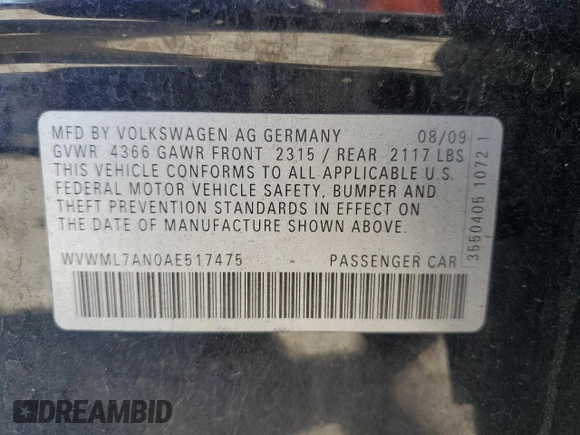 MFD BY VOLKSWAGEN AG GERMANY 08/09
GVWR 4366 GAWR FRONT 2315 / REAR 2117 LBS
THIS VEHICLE CONFORMS TO ALL APPLICABLE U.S.
FEDERAL MOTOR VEHICLE SAFETY, BUMPER AND
THEFT PREVENTION STANDARDS IN EFFECT ON
THE DATE OF MANUFACTURE SHOWN ABOVE.
WVWML7AN0AE517475 PASSENGER CAR
3550405 1072 1
DREAMBID